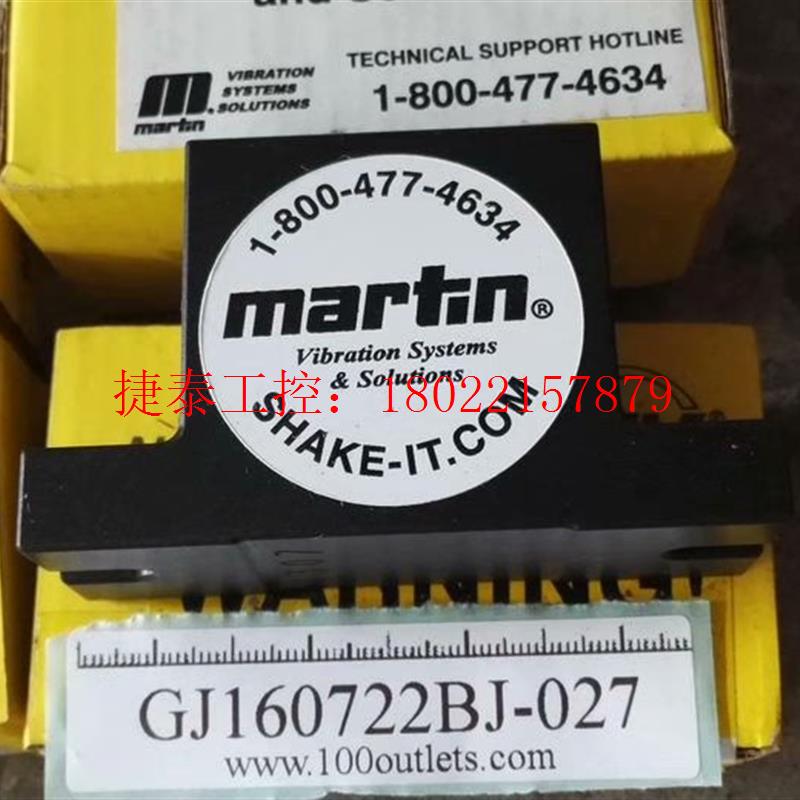 TECHNICAL SUPPORT HOTLINE
1-800-477-4634
VIBRATION
SYSTEMS
SOLUTIONS
martin
1-800-477-4634
martin®
Vibration Systems
& Solutions
SHAKE-IT.COM
捷泰工控：18022157879
WARNING!
GJ160722BJ-027
www.100outlets.com